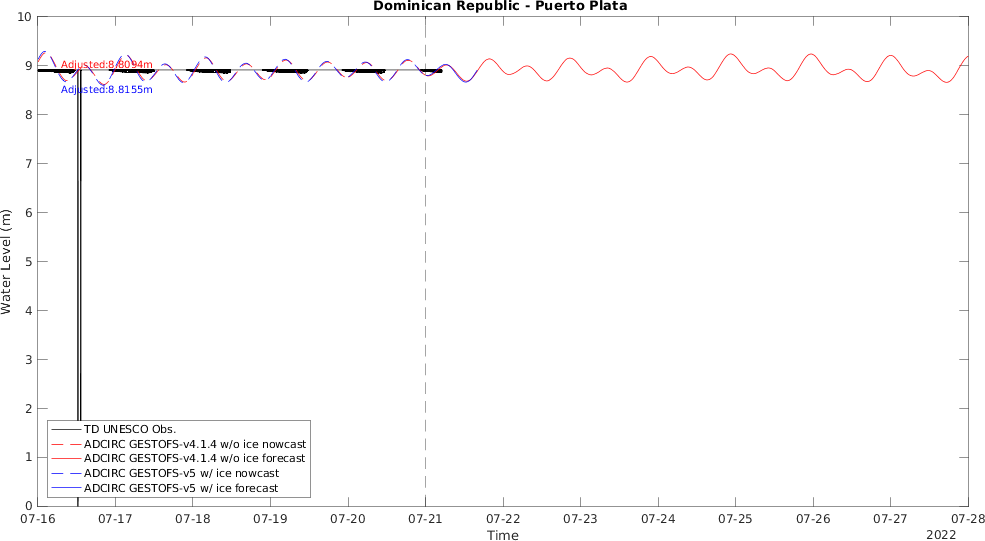 Dominican Republic - Puerto Plata
10
9
8
7
6
5
4
3
2
1
0
Water Level (m)
Adjusted:8.8094m
Adjusted:8.8155m
TD UNESCO Obs.
ADCIRC GESTOFS-v4.1.4 w/o ice nowcast
ADCIRC GESTOFS-v4.1.4 w/o ice forecast
ADCIRC GESTOFS-v5 w/ ice nowcast
ADCIRC GESTOFS-v5 w/ ice forecast
07-16 07-17 07-18 07-19 07-20 07-21 07-22 07-23 07-24 07-25 07-26 07-27 07-28
Time
2022